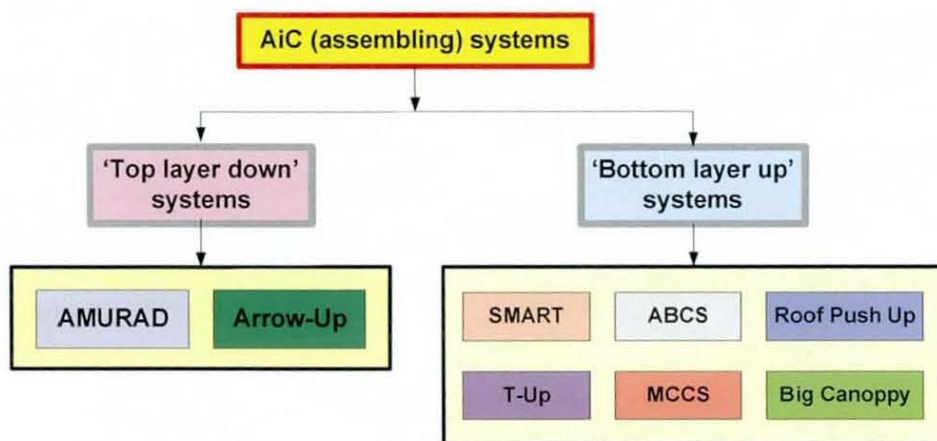 AiC (assembling) systems
'Top layer down'
systems
'Bottom layer up'
systems
AMURAD
Arrow-Up
SMART
ABCS
Roof Push Up
T-Up
MCCS
Big Canoppy